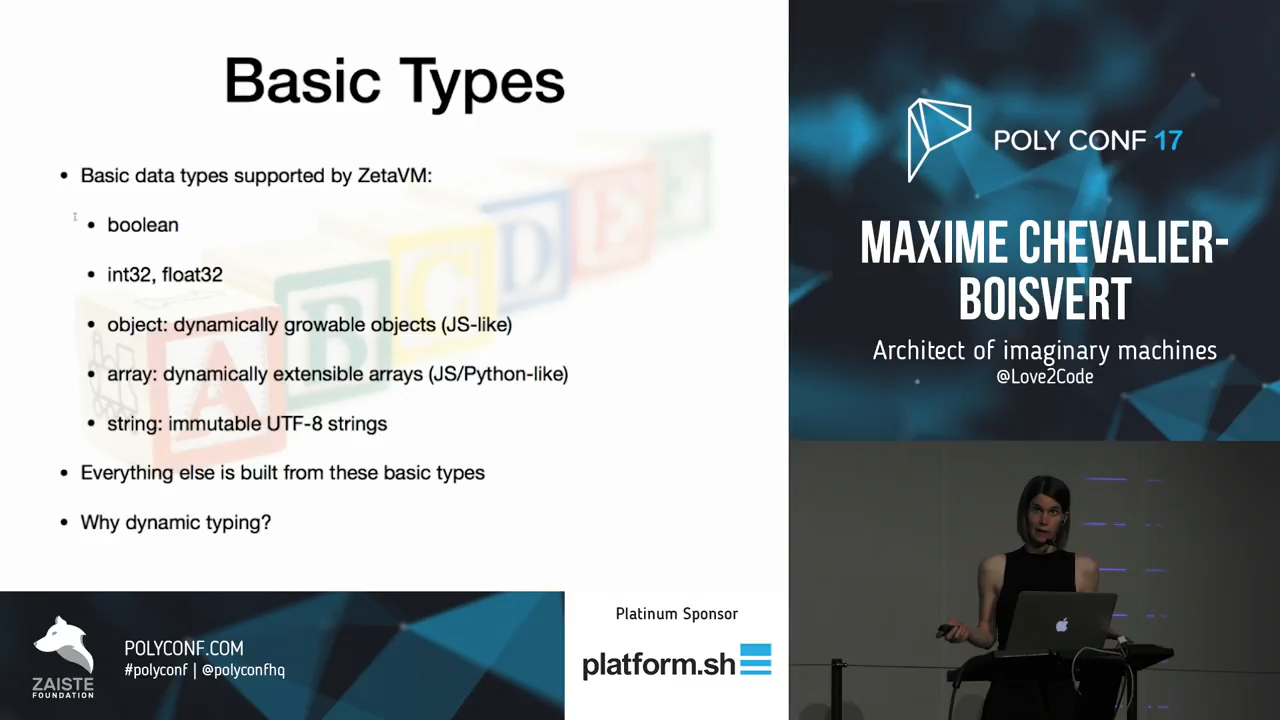 Basic Types
• Basic data types supported by ZetaVM:
• boolean
• int32, float32
• object: dynamically growable objects (JS-like)
• array: dynamically extensible arrays (JS/Python-like)
• string: immutable UTF-8 strings
• Everything else is built from these basic types
• Why dynamic typing?
A
B
C
D
E
F
POLY CONF 17
MAXIME CHEVALIER-
BOISVERT
Architect of imaginary machines
@Love2Code
ZAISTE
FOUNDATION
POLYCONF.COM
#polyconf | @polyconfhq
Platinum Sponsor
platform.sh